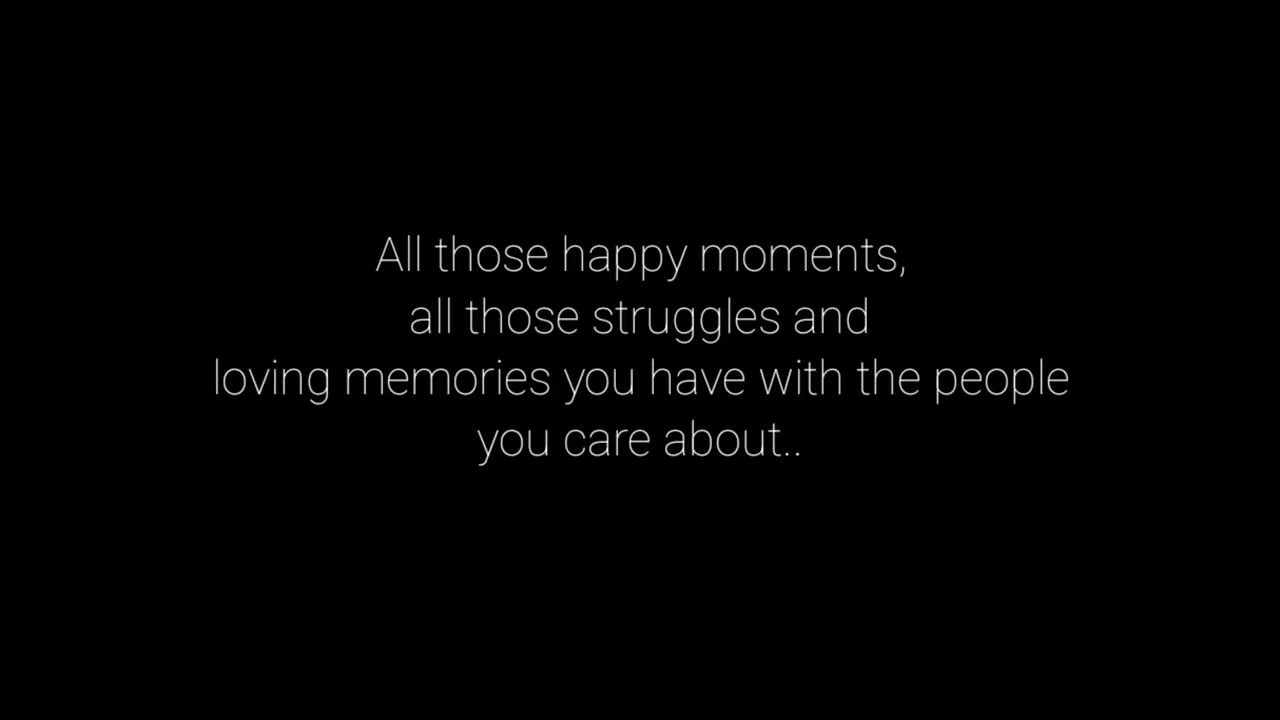 All those happy moments,
all those struggles and
loving memories you have with the people
you care about..